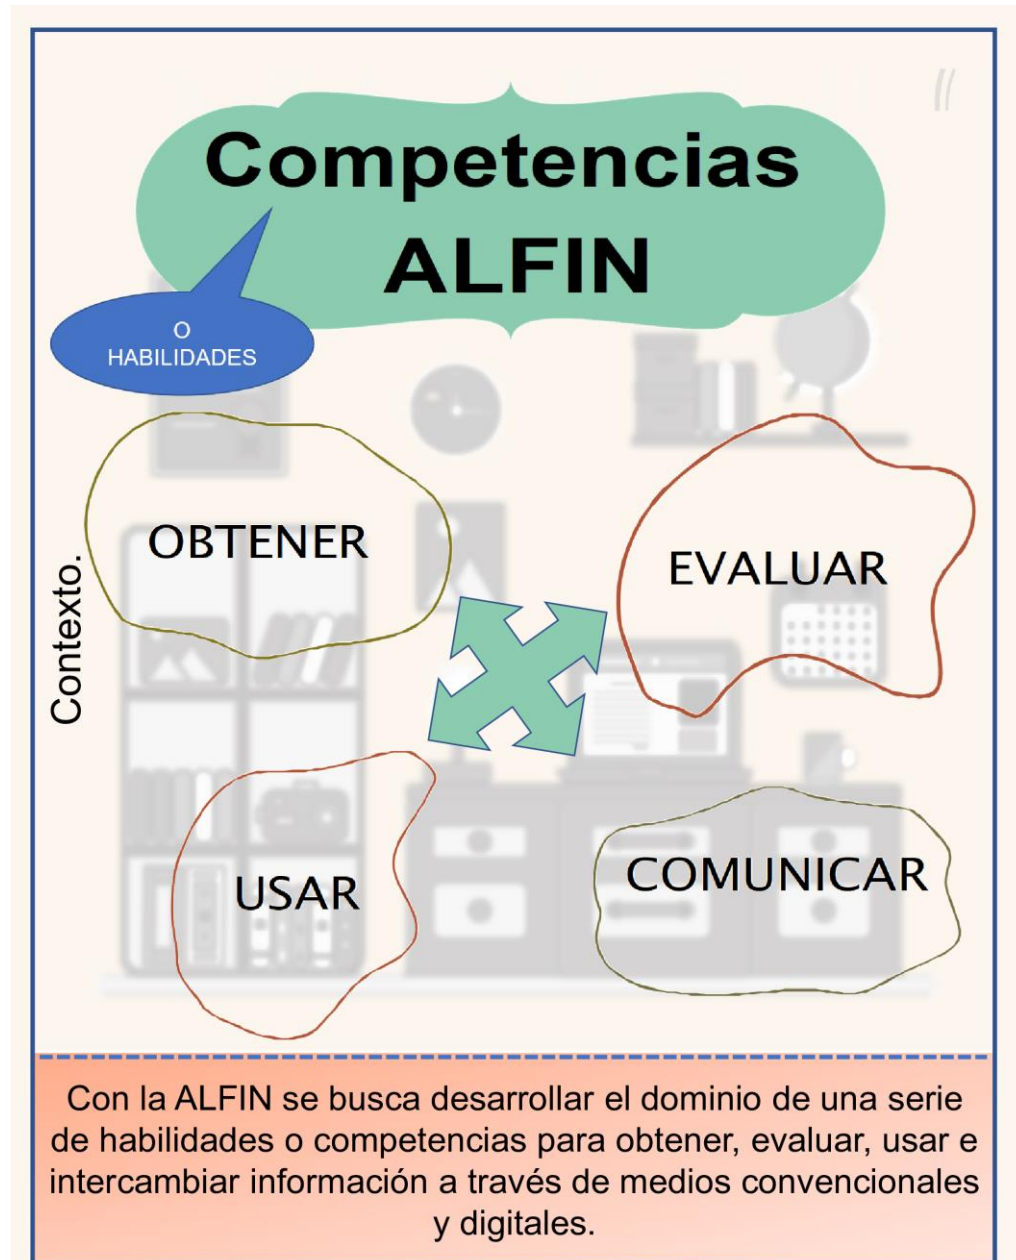 Competencias
ALFIN
O
HABILIDADES
OBTENER
EVALUAR
Contexto.
USAR
COMUNICAR
Con la ALFIN se busca desarrollar el dominio de una serie
de habilidades o competencias para obtener, evaluar, usar e
intercambiar información a través de medios convencionales
y digitales.